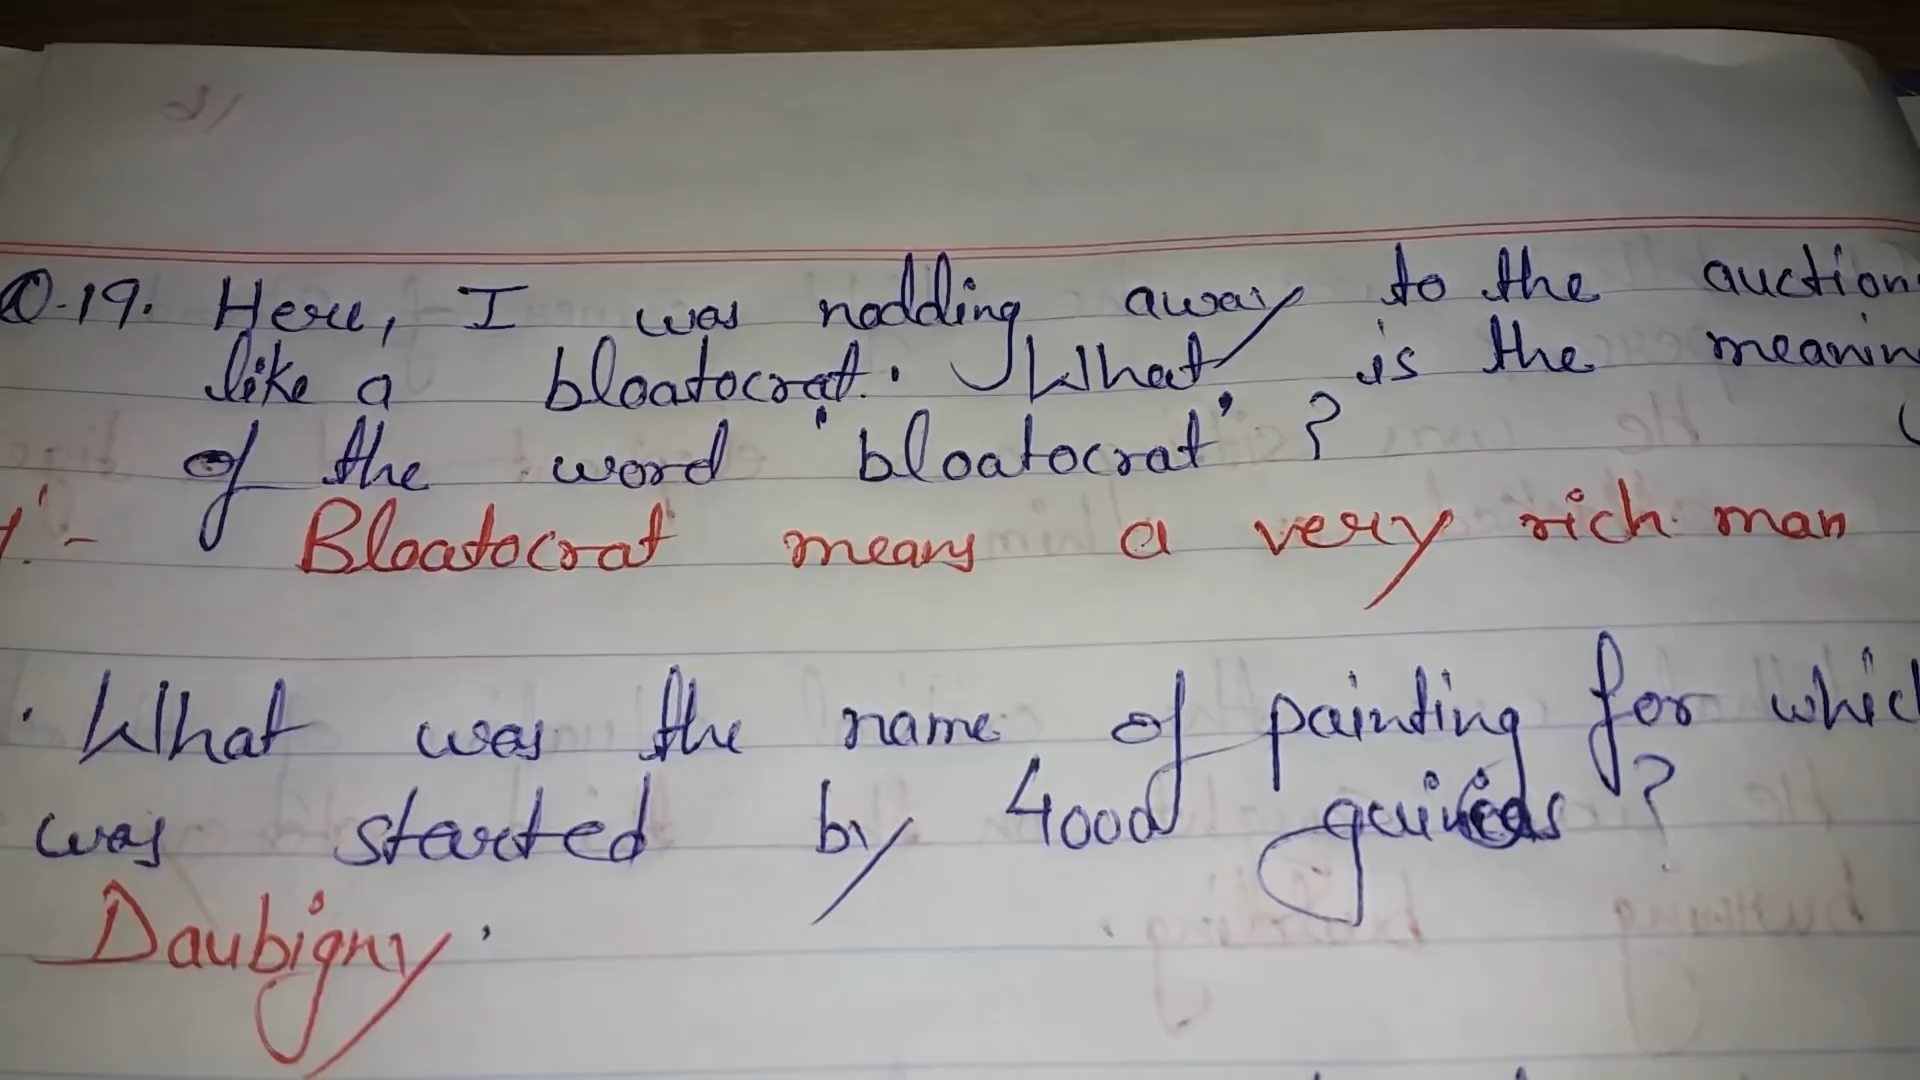 Q.19. Here, I was nodding away to the auction
like a bloatocrat. What is the meanin
of the word 'bloatocrat' ?
- Bloatocrat means a very rich man
. What was the name of painting for whic
was started by 4000 guineas ?
Daubigny.